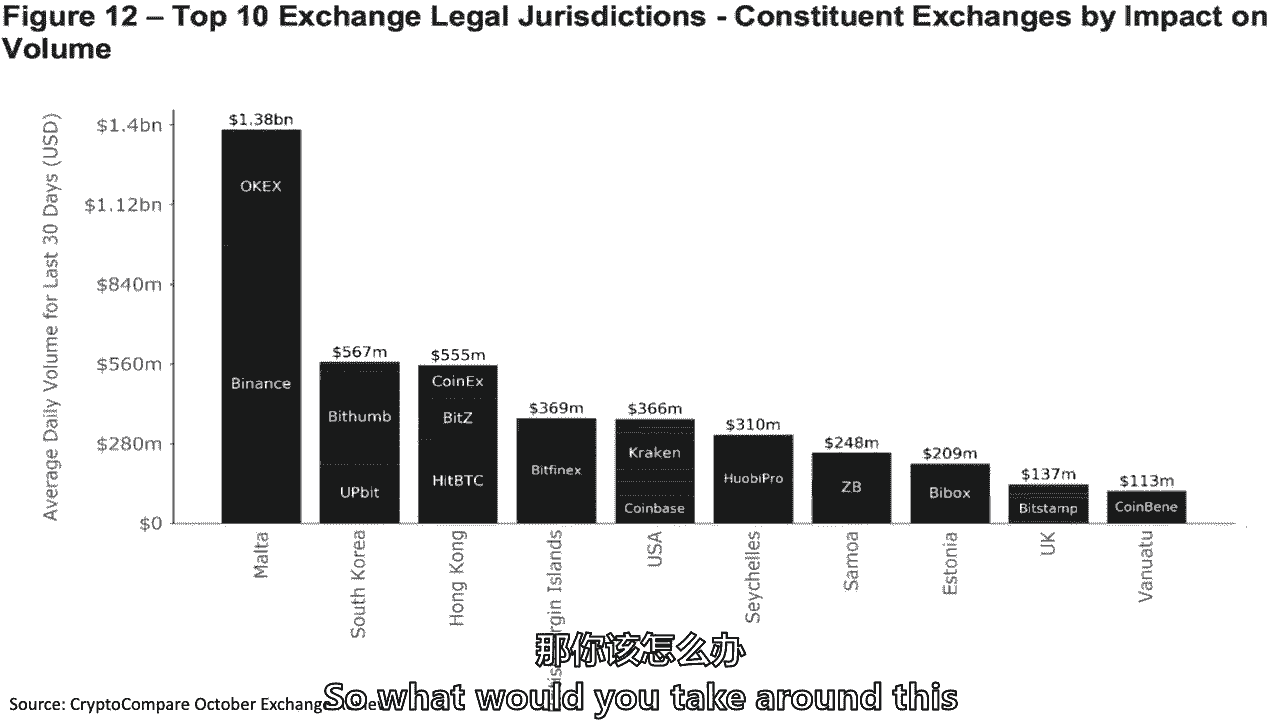 Figure 12 – Top 10 Exchange Legal Jurisdictions - Constituent Exchanges by Impact on
Volume
Average Daily Volume for Last 30 Days (USD)
$1.4bn
$1.12bn
$840m
$560m
$280m
$0
$1.38bn
OKEX
Binance
$567m
Bithumb
UPbit
$555m
CoinEx
BitZ
HitBTC
$369m
Bitfinex
$366m
Kraken
Coinbase
$310m
HuobiPro
$248m
ZB
$209m
Bibox
$137m
Bitstamp
$113m
CoinBene
Malta
South Korea
Hong Kong
Islands
USA
Seychelles
Samoa
Estonia
UK
Vanuatu
那你该怎么办
So what would you take around this
Source: CryptoCompare October